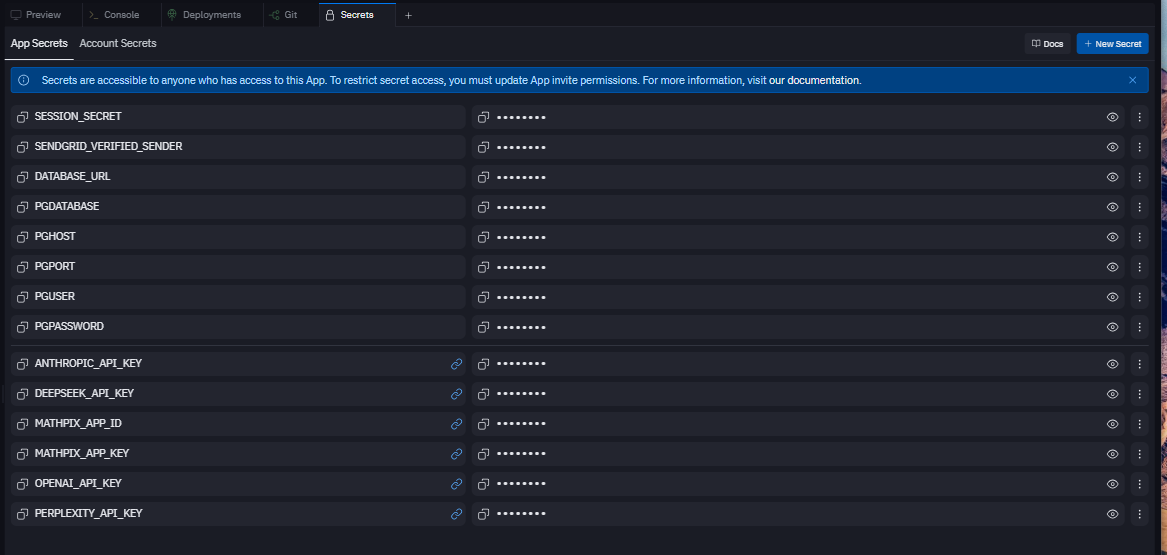 Preview Console Deployments Git Secrets
App Secrets Account Secrets Docs + New Secret
Secrets are accessible to anyone who has access to this App. To restrict secret access, you must update App invite permissions. For more information, visit our documentation.
SESSION_SECRET ••••••••
SENDGRID_VERIFIED_SENDER ••••••••
DATABASE_URL ••••••••
PGDATABASE ••••••••
PGHOST ••••••••
PGPORT ••••••••
PGUSER ••••••••
PGPASSWORD ••••••••
ANTHROPIC_API_KEY ••••••••
DEEPSEEK_API_KEY ••••••••
MATHPIX_APP_ID ••••••••
MATHPIX_APP_KEY ••••••••
OPENAI_API_KEY ••••••••
PERPLEXITY_API_KEY ••••••••